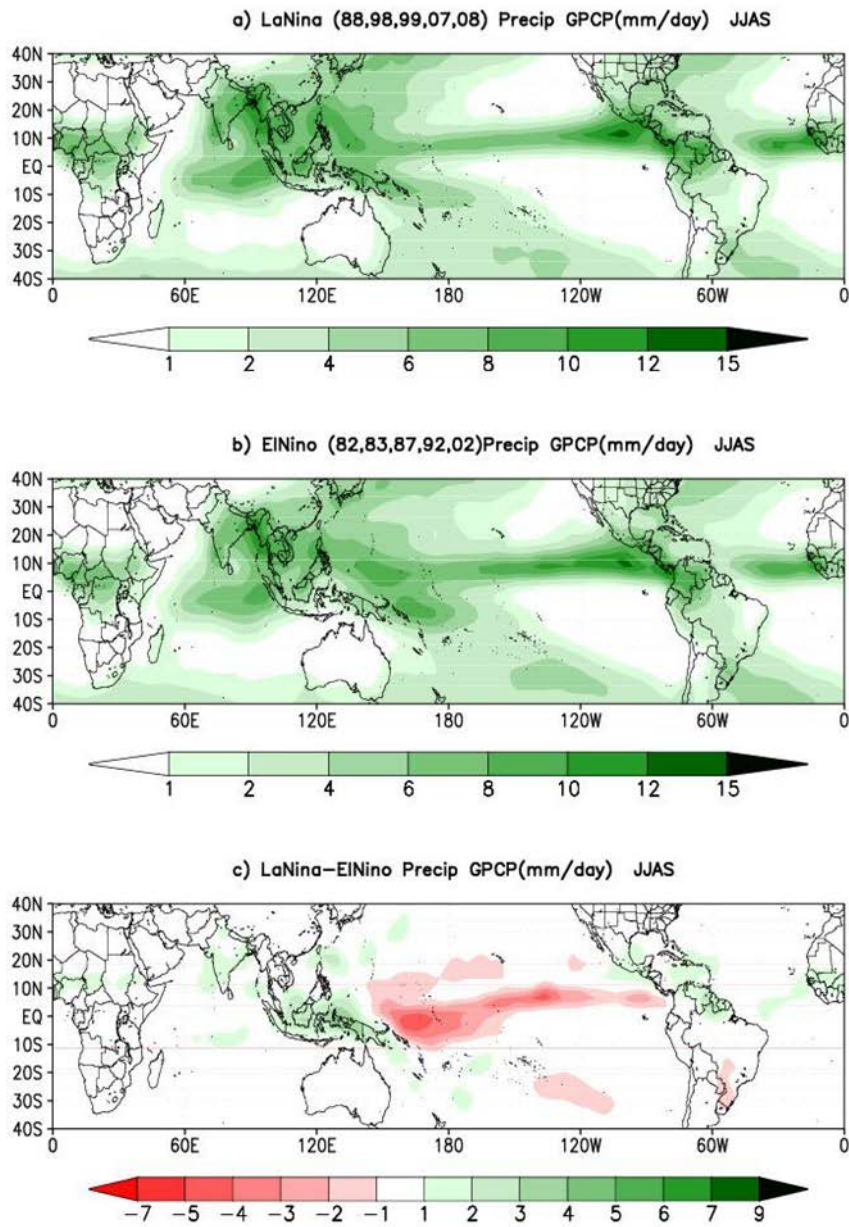 a) LaNina (88,98,99,07,08) Precip GPCP(mm/day) JJAS
40N
30N
20N
10N
EQ
10S
20S
30S
40S
0 60E 120E 180 120W 60W 0
1 2 4 6 8 10 12 15
b) ElNino (82,83,87,92,02)Precip GPCP(mm/day) JJAS
40N
30N
20N
10N
EQ
10S
20S
30S
40S
0 60E 120E 180 120W 60W 0
1 2 4 6 8 10 12 15
c) LaNina-ElNino Precip GPCP(mm/day) JJAS
40N
30N
20N
10N
EQ
10S
20S
30S
40S
0 60E 120E 180 120W 60W 0
-7 -5 -4 -3 -2 -1 1 2 3 4 6 7 9